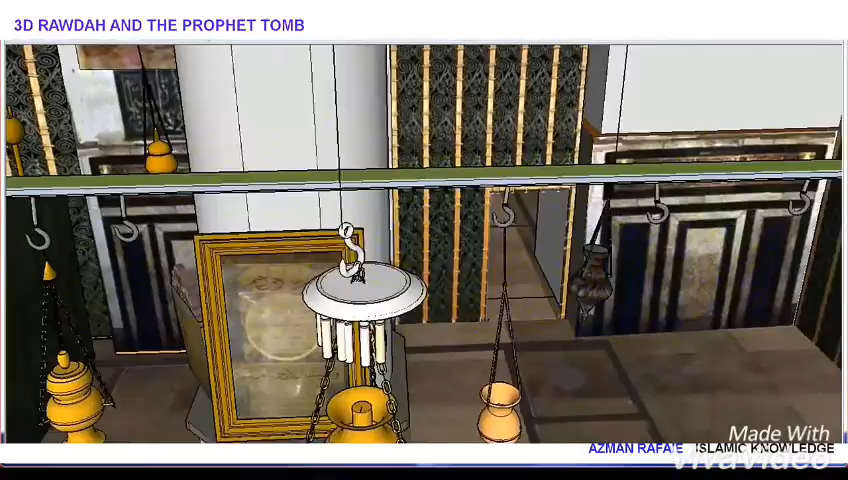 3D RAWDAH AND THE PROPHET TOMB
Made With
VivaVideo
AZMAN RAFA'E ISLAMIC KNOWLEDGE